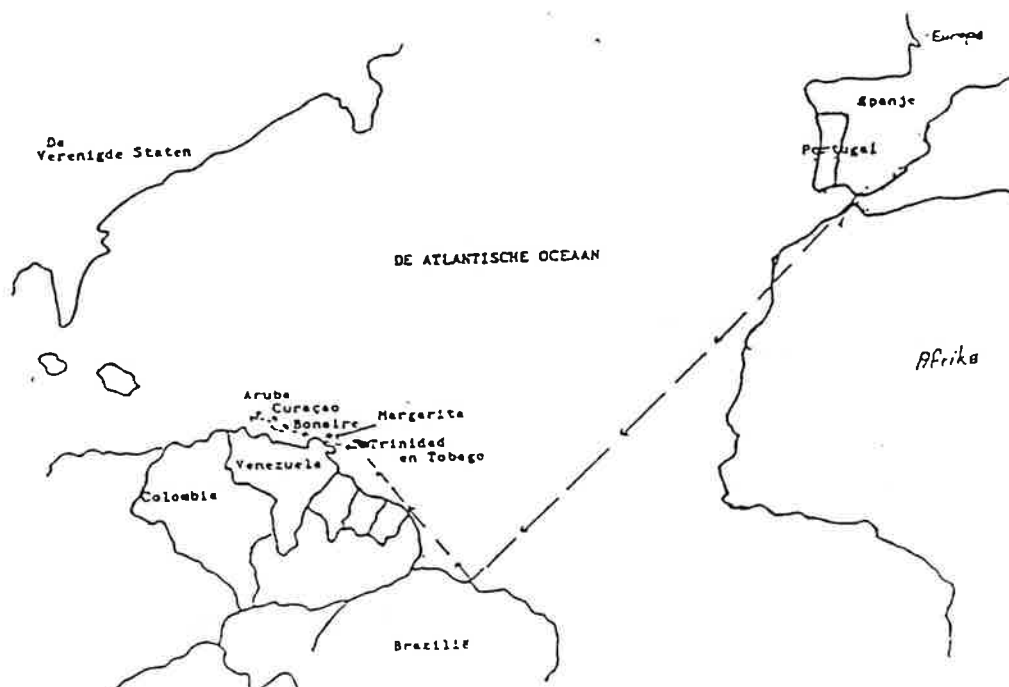 Europa
Spanje
Portugal
De
Verenigde Staten
DE ATLANTISCHE OCEAAN
Afrika
Aruba
Curaçao
Bonaire
Margarita
Trinidad
en Tobago
Venezuela
Colombia
Brazilië